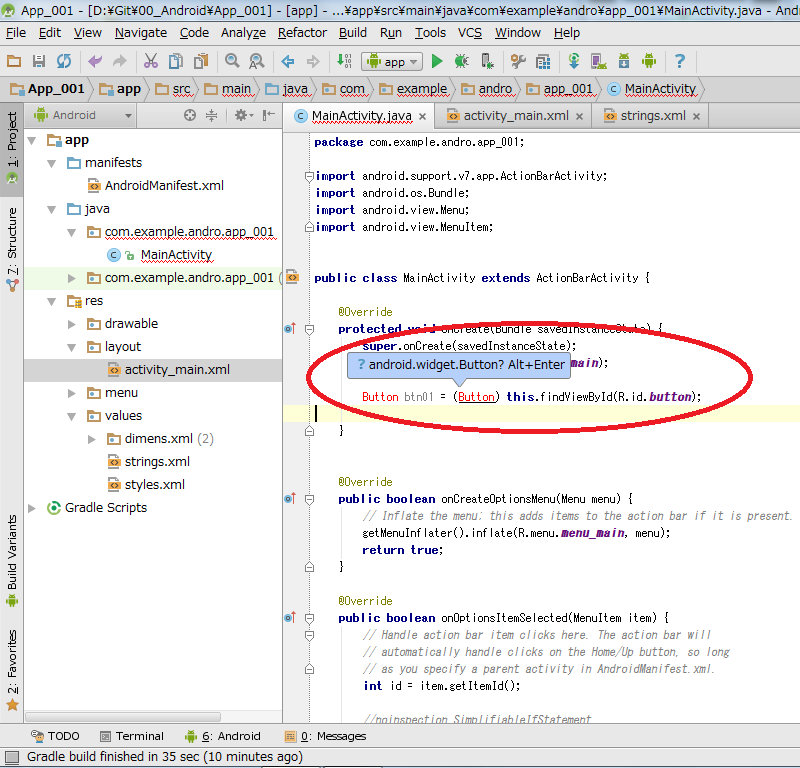 App_001 - [D:¥Git¥00_Android¥App_001] - [app] - ...¥app¥src¥main¥java¥com¥example¥andro¥app_001¥MainActivity.java - Andr
File Edit View Navigate Code Analyze Refactor Build Run Tools VCS Window Help
app
App_001 app src main java com example andro app_001 MainActivity
1: Project
7: Structure
Build Variants
2: Favorites
Android
app
manifests
AndroidManifest.xml
java
com.example.andro.app_001
MainActivity
com.example.andro.app_001 (
res
drawable
layout
activity_main.xml
menu
values
dimens.xml (2)
strings.xml
styles.xml
Gradle Scripts
MainActivity.java activity_main.xml strings.xml
package com.example.andro.app_001;
import android.support.v7.app.ActionBarActivity;
import android.os.Bundle;
import android.view.Menu;
import android.view.MenuItem;
public class MainActivity extends ActionBarActivity {
@Override
protected void onCreate(Bundle savedInstanceState) {
super.onCreate(savedInstanceState);
? android.widget.Button? Alt+Enter
main);
Button btn01 = (Button) this.findViewById(R.id.button);
}
@Override
public boolean onCreateOptionsMenu(Menu menu) {
// Inflate the menu; this adds items to the action bar if it is present.
getMenuInflater().inflate(R.menu.menu_main, menu);
return true;
}
@Override
public boolean onOptionsItemSelected(MenuItem item) {
// Handle action bar item clicks here. The action bar will
// automatically handle clicks on the Home/Up button, so long
// as you specify a parent activity in AndroidManifest.xml.
int id = item.getItemId();
//noinspection SimplifiableIfStatement
TODO Terminal 6: Android 0: Messages
Gradle build finished in 35 sec (10 minutes ago)